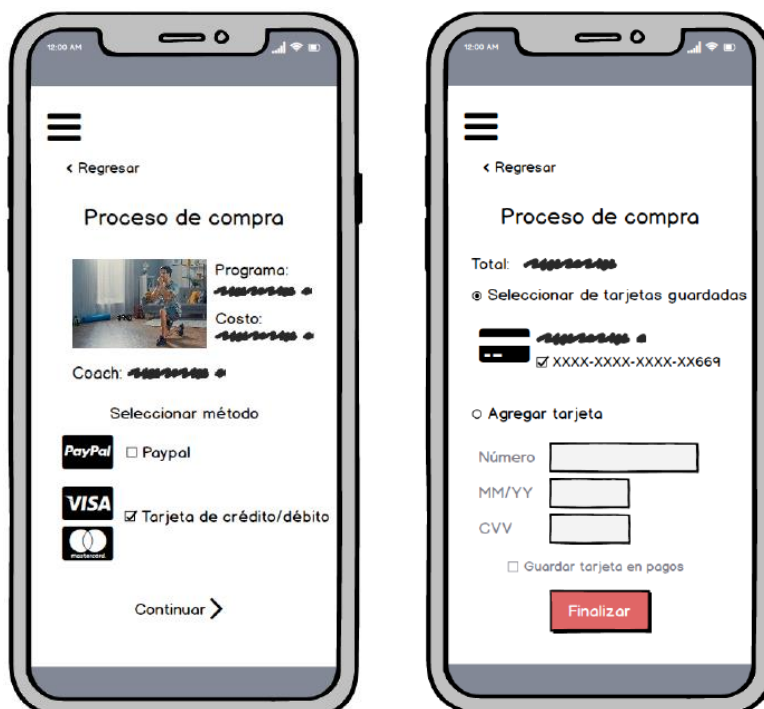 12:00 AM
< Regresar
Proceso de compra
Programa:
Costo:
Coach:
Seleccionar método
PayPal
Paypal
VISA
Tarjeta de crédito/débito
mastercard
Continuar >
12:00 AM
< Regresar
Proceso de compra
Total:
Seleccionar de tarjetas guardadas
XXXX-XXXX-XXXX-XX669
Agregar tarjeta
Número
MM/YY
CVV
Guardar tarjeta en pagos
Finalizar